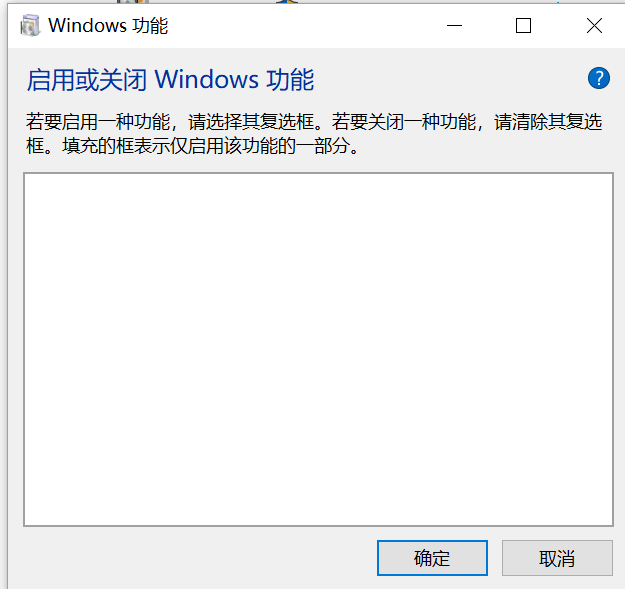 Windows 功能
启用或关闭 Windows 功能
?
若要启用一种功能，请选择其复选框。若要关闭一种功能，请清除其复选
框。填充的框表示仅启用该功能的一部分。
确定
取消